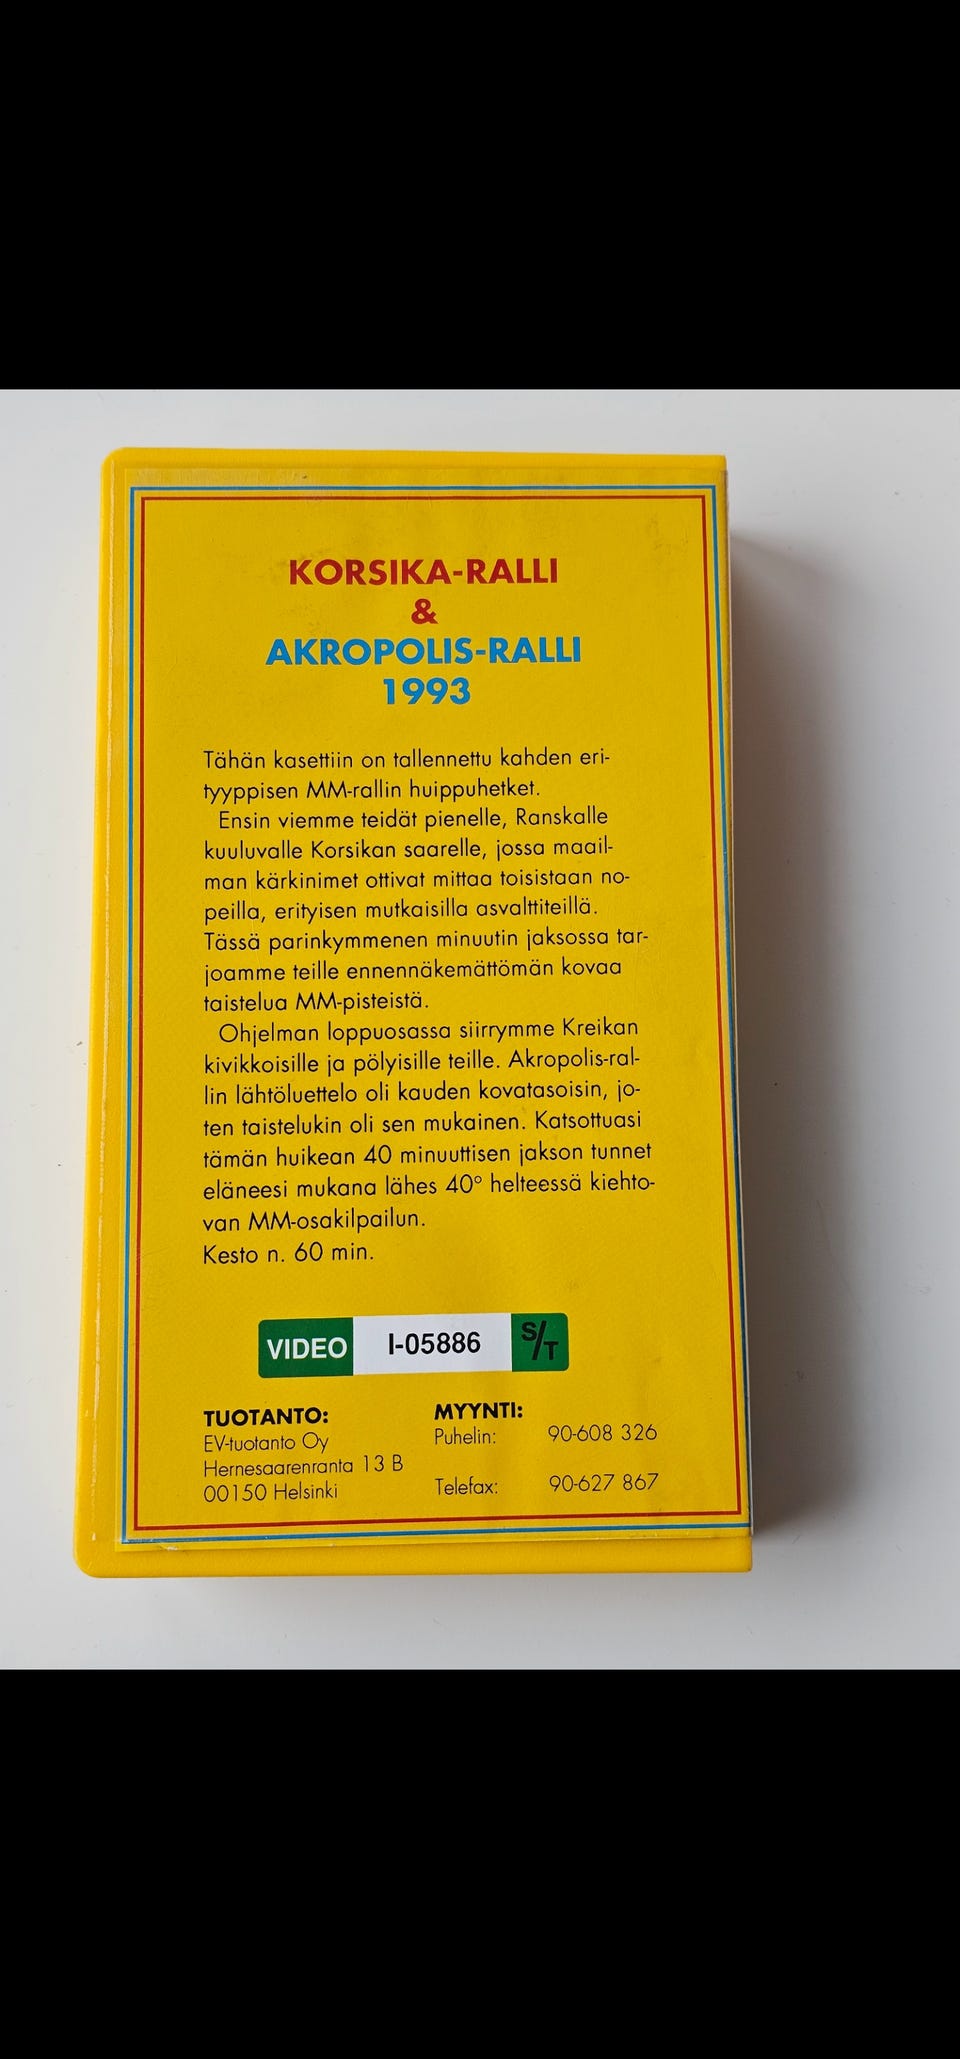 KORSIKA-RALLI
&
AKROPOLIS-RALLI
1993
Tähän kasettiin on tallennettu kahden eri-
tyyppisen MM-rallin huippuhetket.
Ensin viemme teidät pienelle, Ranskalle
kuuluvalle Korsikan saarelle, jossa maail-
man kärkinimet ottivat mittaa toisistaan no-
peilla, erityisen mutkaisilla asvalttiteillä.
Tässä parinkymmenen minuutin jaksossa tar-
joamme teille ennennäkemättömän kovaa
taistelua MM-pisteistä.
Ohjelman loppuosassa siirrymme Kreikan
kivikkoisille ja pölyisille teille. Akropolis-ral-
lin lähtöluettelo oli kauden kovatasoisin, jo-
ten taistelukin oli sen mukainen. Katsottuasi
tämän huikean 40 minuuttisen jakson tunnet
eläneesi mukana lähes 40° helteessä kiehto-
van MM-osakilpailun.
Kesto n. 60 min.
VIDEO I-05886 S/T
TUOTANTO:
EV-tuotanto Oy
Hernesaarenranta 13 B
00150 Helsinki
MYYNTI:
Puhelin: 90-608 326
Telefax: 90-627 867